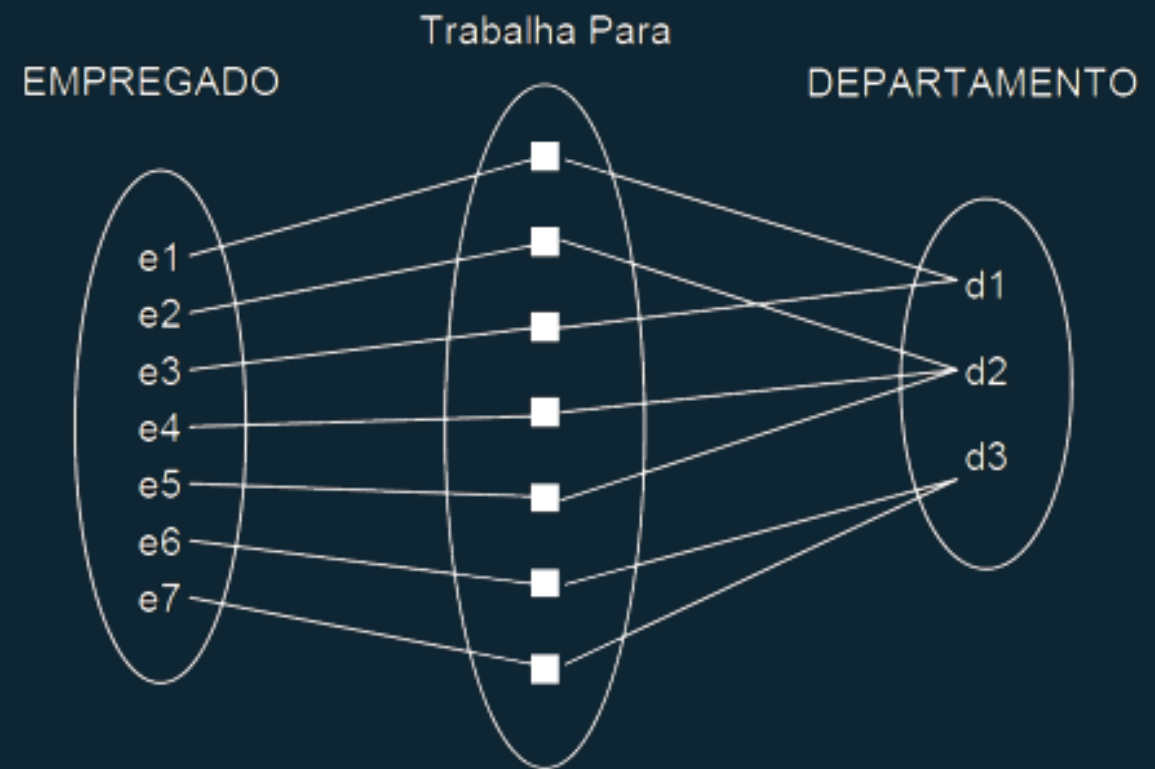 Trabalha Para
EMPREGADO
DEPARTAMENTO
e1
e2
e3
e4
e5
e6
e7
d1
d2
d3